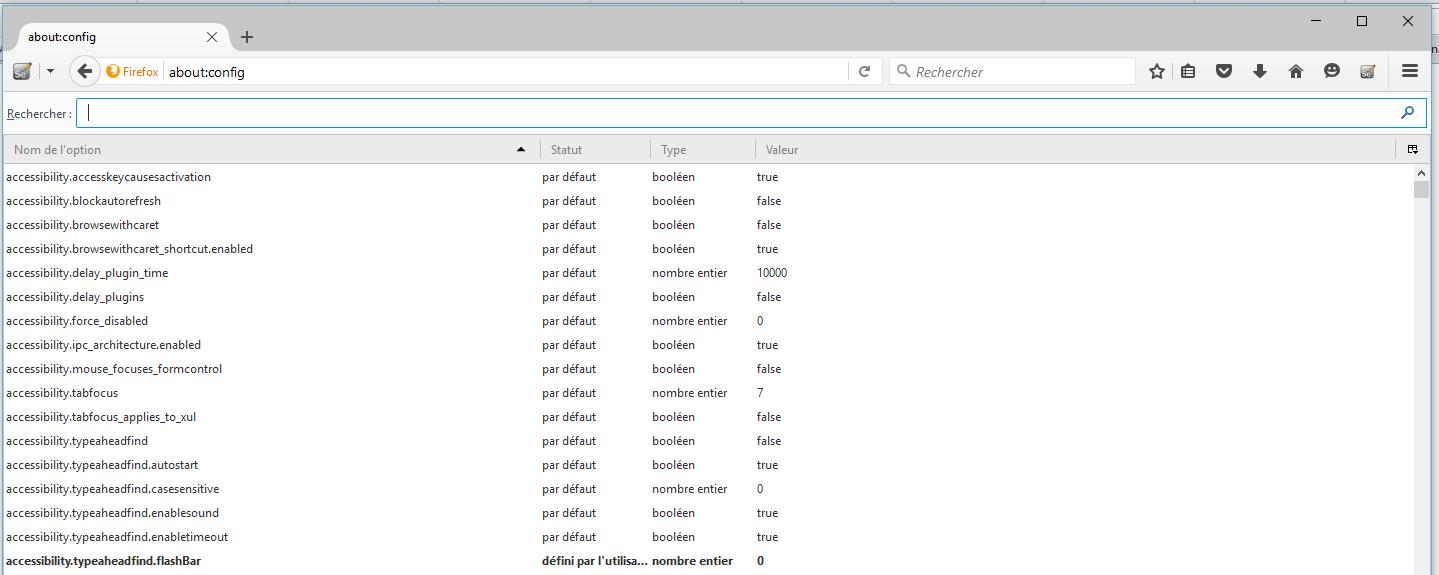 about:config
Se Firefox about:config Rechercher Se
Rechercher :
Nom de l'option Statut Type Valeur
accessibility.accesskeycausesactivation par défaut booléen true
accessibility.blockautorefresh par défaut booléen false
accessibility.browsewithcaret par défaut booléen false
accessibility.browsewithcaret_shortcut.enabled par défaut booléen true
accessibility.delay_plugin_time par défaut nombre entier 10000
accessibility.delay_plugins par défaut booléen false
accessibility.force_disabled par défaut nombre entier 0
accessibility.ipc_architecture.enabled par défaut booléen true
accessibility.mouse_focuses_formcontrol par défaut booléen false
accessibility.tabfocus par défaut nombre entier 7
accessibility.tabfocus_applies_to_xul par défaut booléen false
accessibility.typeaheadfind par défaut booléen false
accessibility.typeaheadfind.autostart par défaut booléen true
accessibility.typeaheadfind.casesensitive par défaut nombre entier 0
accessibility.typeaheadfind.enablesound par défaut booléen true
accessibility.typeaheadfind.enabletimeout par défaut booléen true
accessibility.typeaheadfind.flashBar défini par l'utilisa... nombre entier 0